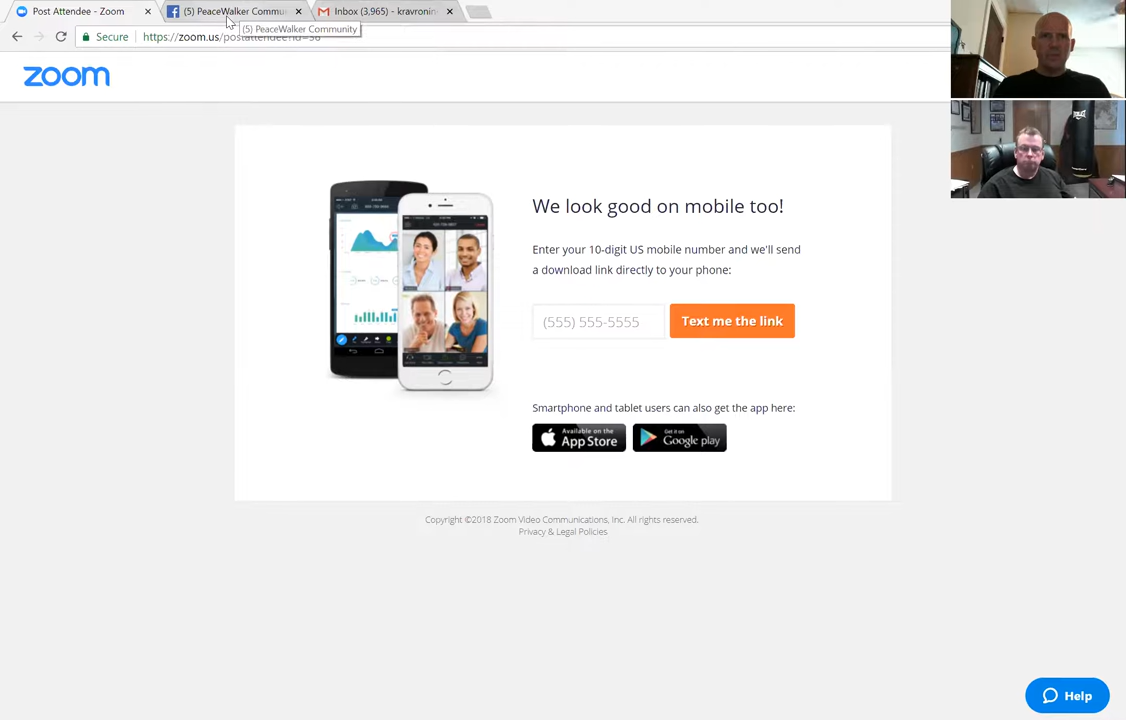 Post Attendee - Zoom
(5) PeaceWalker Commu
Inbox (3,965) - kravronin
(5) PeaceWalker Community
Secure
https://zoom.us/postattendee?id=
zoom
EVERLAST
We look good on mobile too!
Enter your 10-digit US mobile number and we'll send
a download link directly to your phone:
(555) 555-5555
Text me the link
Smartphone and tablet users can also get the app here:
Available on the
App Store
Get it on
Google play
Copyright ©2018 Zoom Video Communications, Inc. All rights reserved.
Privacy & Legal Policies
Help